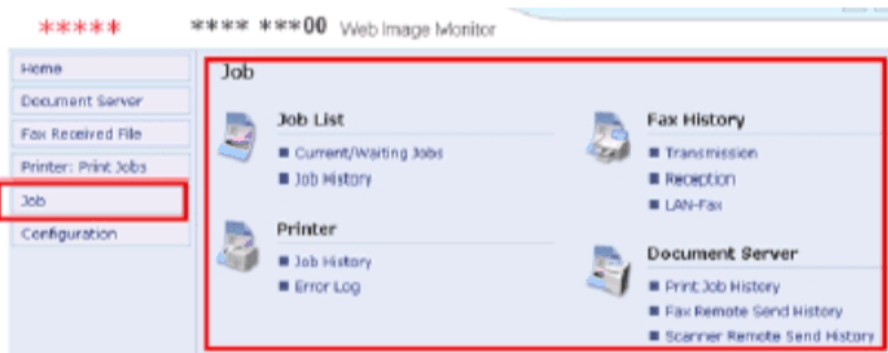 ***** **** ***00 Web Image Monitor
Home
Document Server
Fax Received File
Printer: Print Jobs
Job
Configuration
Job
Job List
■ Current/Waiting Jobs
■ Job History
Printer
■ Job History
■ Error Log
Fax History
■ Transmission
■ Reception
■ LAN-Fax
Document Server
■ Print Job History
■ Fax Remote Send History
■ Scanner Remote Send History